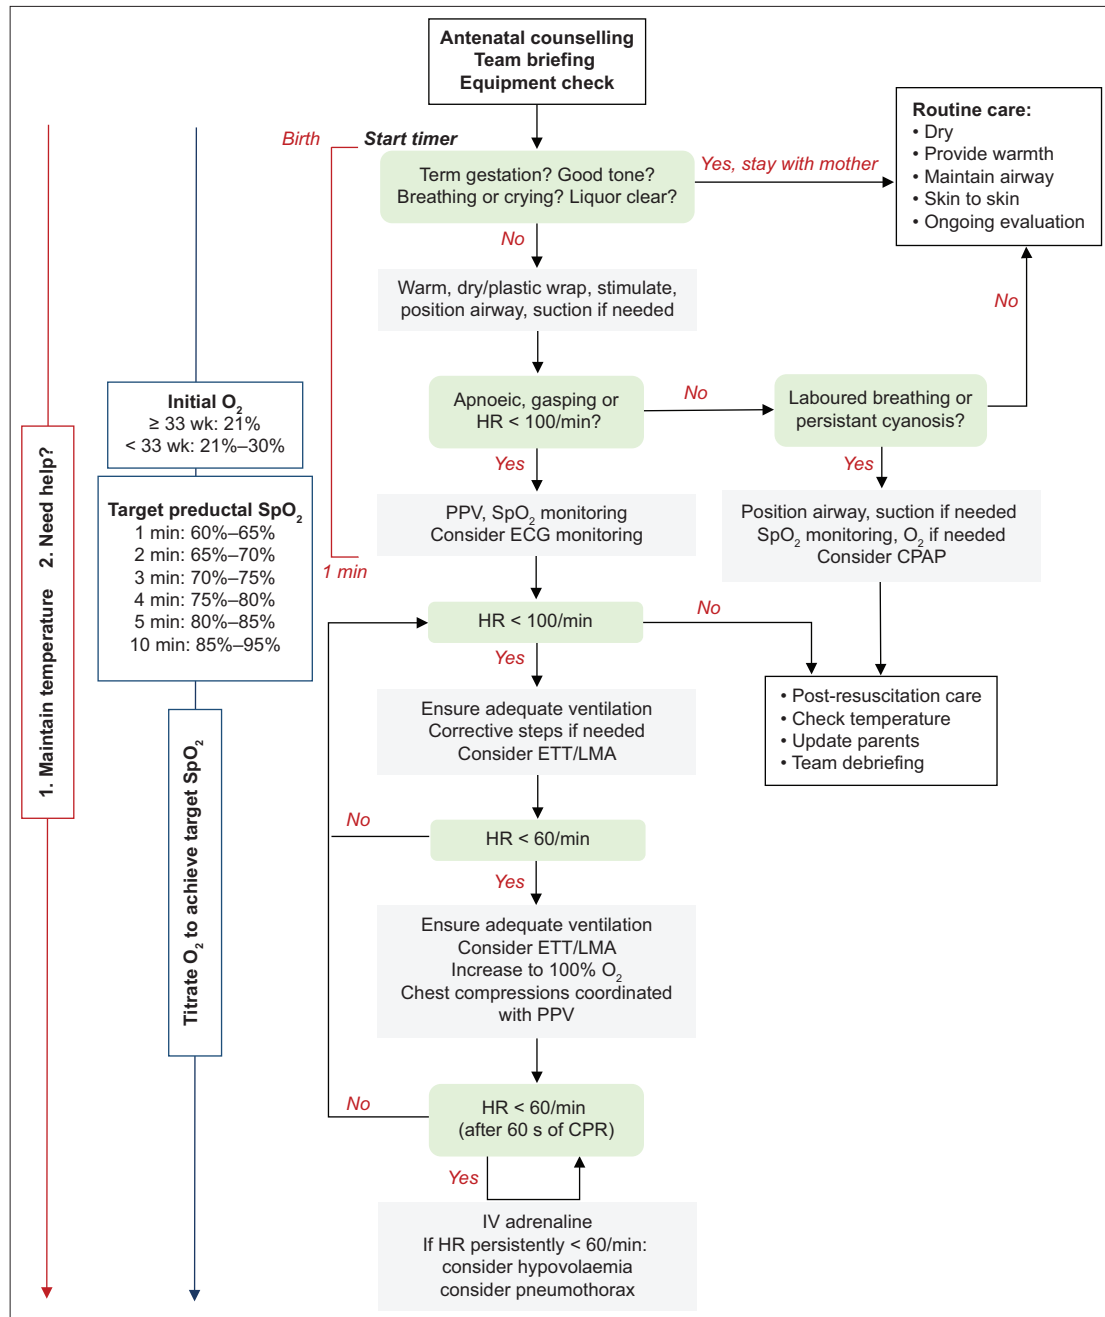 Antenatal counselling
Team briefing
Equipment check
Birth
Start timer
Term gestation? Good tone?
Breathing or crying? Liquor clear?
Yes, stay with mother
Routine care:
• Dry
• Provide warmth
• Maintain airway
• Skin to skin
• Ongoing evaluation
No
Warm, dry/plastic wrap, stimulate,
position airway, suction if needed
No
Apnoeic, gasping or
HR < 100/min?
No
Laboured breathing or
persistant cyanosis?
Yes
Yes
PPV, SpO₂ monitoring
Consider ECG monitoring
Position airway, suction if needed
SpO₂ monitoring, O₂ if needed
Consider CPAP
1 min
HR < 100/min
No
Yes
• Post-resuscitation care
• Check temperature
• Update parents
• Team debriefing
Ensure adequate ventilation
Corrective steps if needed
Consider ETT/LMA
No
HR < 60/min
Yes
Ensure adequate ventilation
Consider ETT/LMA
Increase to 100% O₂
Chest compressions coordinated
with PPV
No
HR < 60/min
(after 60 s of CPR)
Yes
IV adrenaline
If HR persistently < 60/min:
consider hypovolaemia
consider pneumothorax
1. Maintain temperature 2. Need help?
Initial O₂
≥ 33 wk: 21%
< 33 wk: 21%–30%
Target preductal SpO₂
1 min: 60%–65%
2 min: 65%–70%
3 min: 70%–75%
4 min: 75%–80%
5 min: 80%–85%
10 min: 85%–95%
Titrate O₂ to achieve target SpO₂